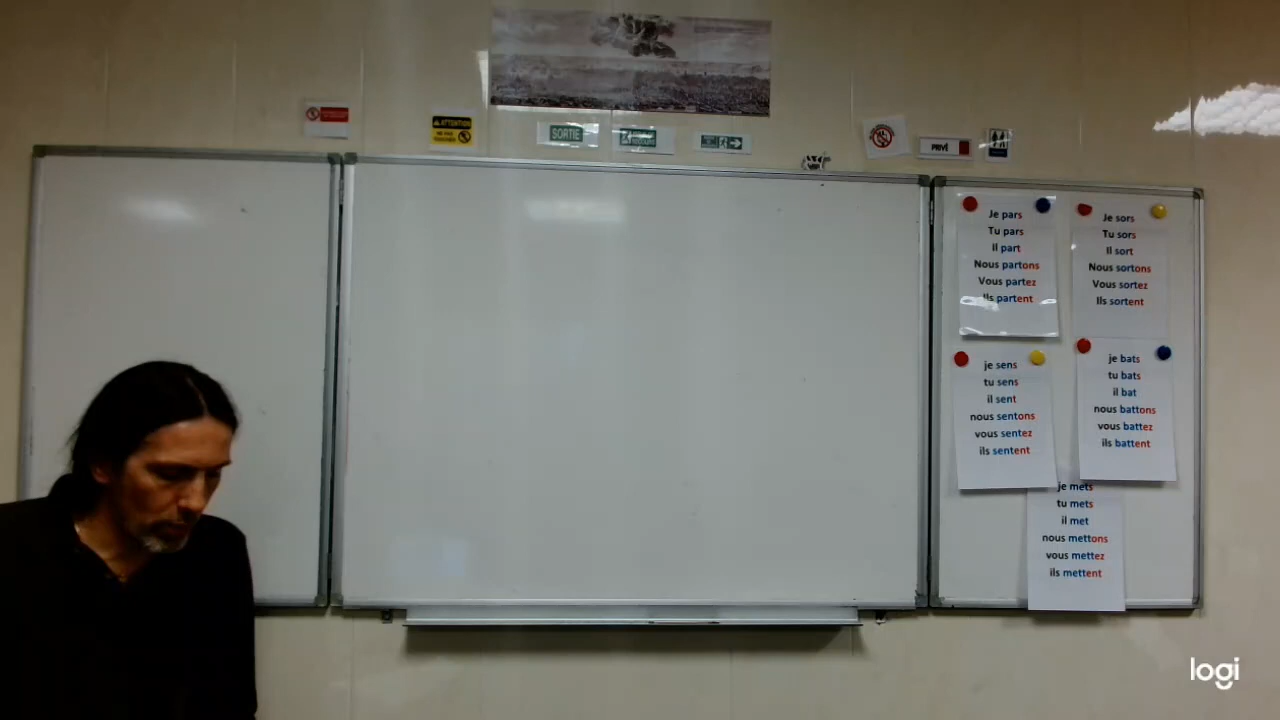 ATTENTION
SORTIE
PRIVÉ
Je pars
Tu pars
Il part
Nous partons
Vous partez
Ils partent
Je sors
Tu sors
Il sort
Nous sortons
Vous sortez
Ils sortent
je sens
tu sens
il sent
nous sentons
vous sentez
ils sentent
je bats
tu bats
il bat
nous battons
vous battez
ils battent
je mets
tu mets
il met
nous mettons
vous mettez
ils mettent
logi